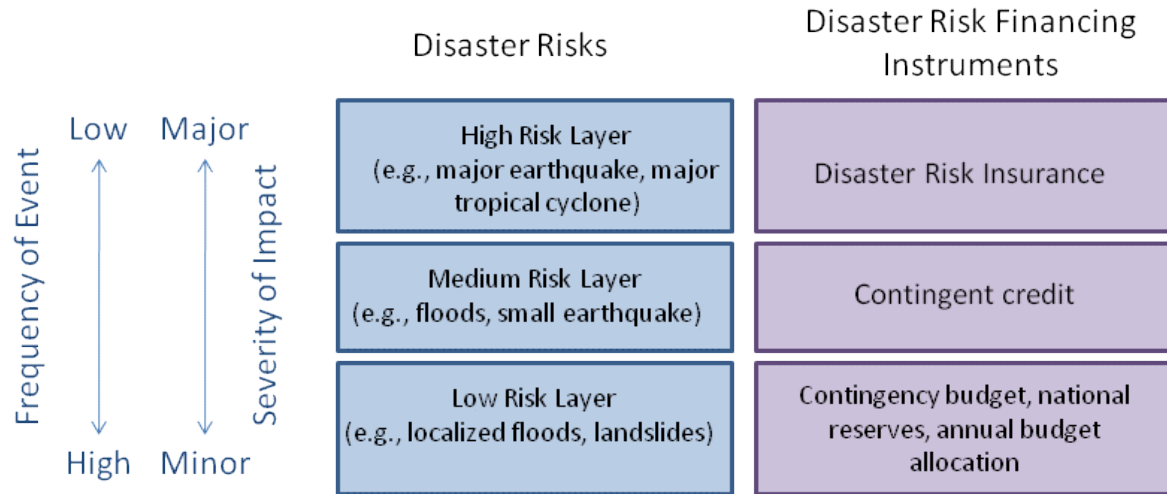 Disaster Risks
Disaster Risk Financing
Instruments
Frequency of Event
Low
High
Severity of Impact
Major
Minor
High Risk Layer
(e.g., major earthquake, major
tropical cyclone)
Disaster Risk Insurance
Medium Risk Layer
(e.g., floods, small earthquake)
Contingent credit
Low Risk Layer
(e.g., localized floods, landslides)
Contingency budget, national
reserves, annual budget
allocation